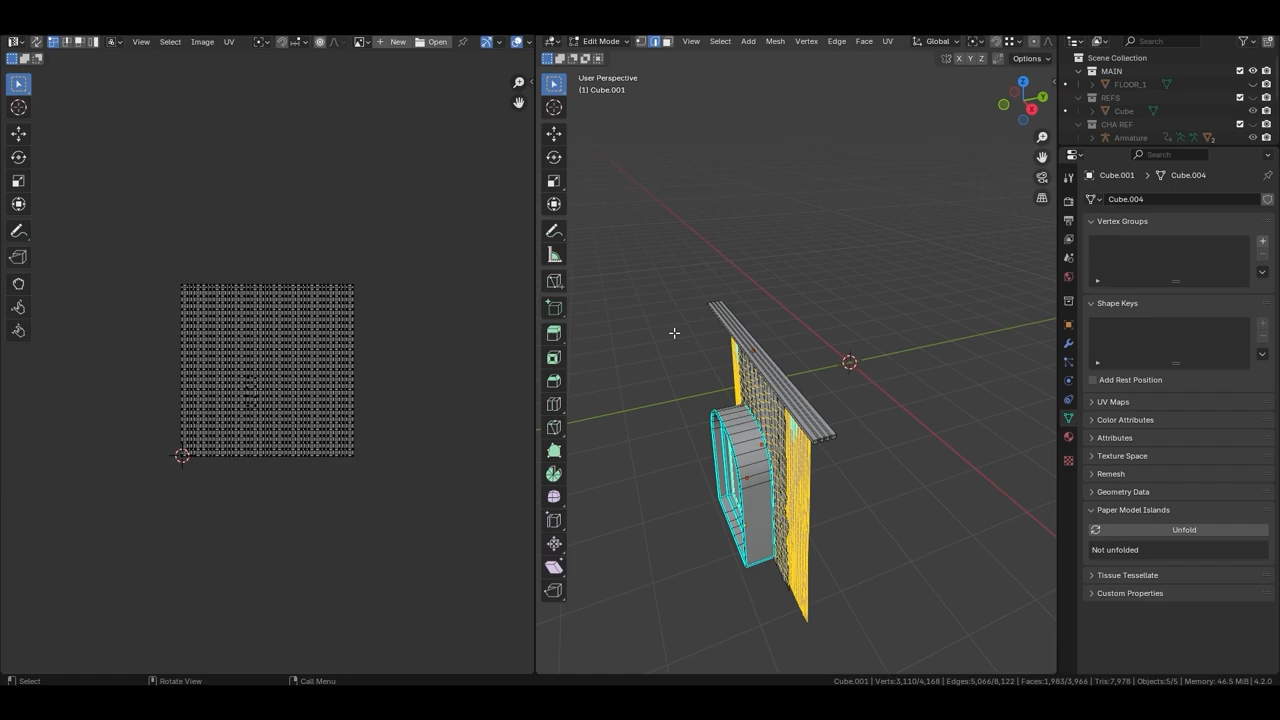 View Select Image UV New Open
Edit Mode View Select Add Mesh Vertex Edge Face UV Global
Search
X Y Z Options
User Perspective
(1) Cube.001
Z
Y
X
Scene Collection
MAIN
FLOOR_1
REFS
Cube
CHA REF
Armature 2
Search
Cube.001 > Cube.004
Cube.004
Vertex Groups
Shape Keys
Add Rest Position
UV Maps
Color Attributes
Attributes
Texture Space
Remesh
Geometry Data
Paper Model Islands
Unfold
Not unfolded
Tissue Tessellate
Custom Properties
Select Rotate View Call Menu
Cube.001 | Verts:3,110/4,168 | Edges:5,066/8,122 | Faces:1,983/3,966 | Tris:7,978 | Objects:5/5 | Memory: 46.5 MiB | 4.2.0